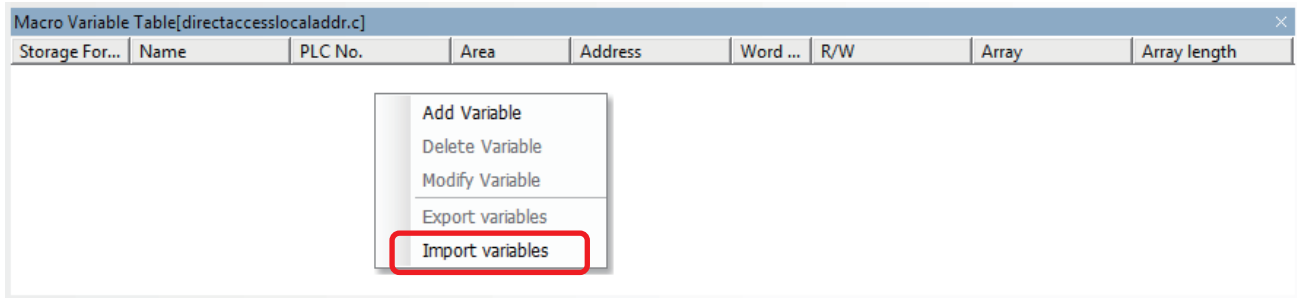 Macro Variable Table[directaccesslocaladdr.c]
Storage For... Name PLC No. Area Address Word ... R/W Array Array length
Add Variable
Delete Variable
Modify Variable
Export variables
Import variables